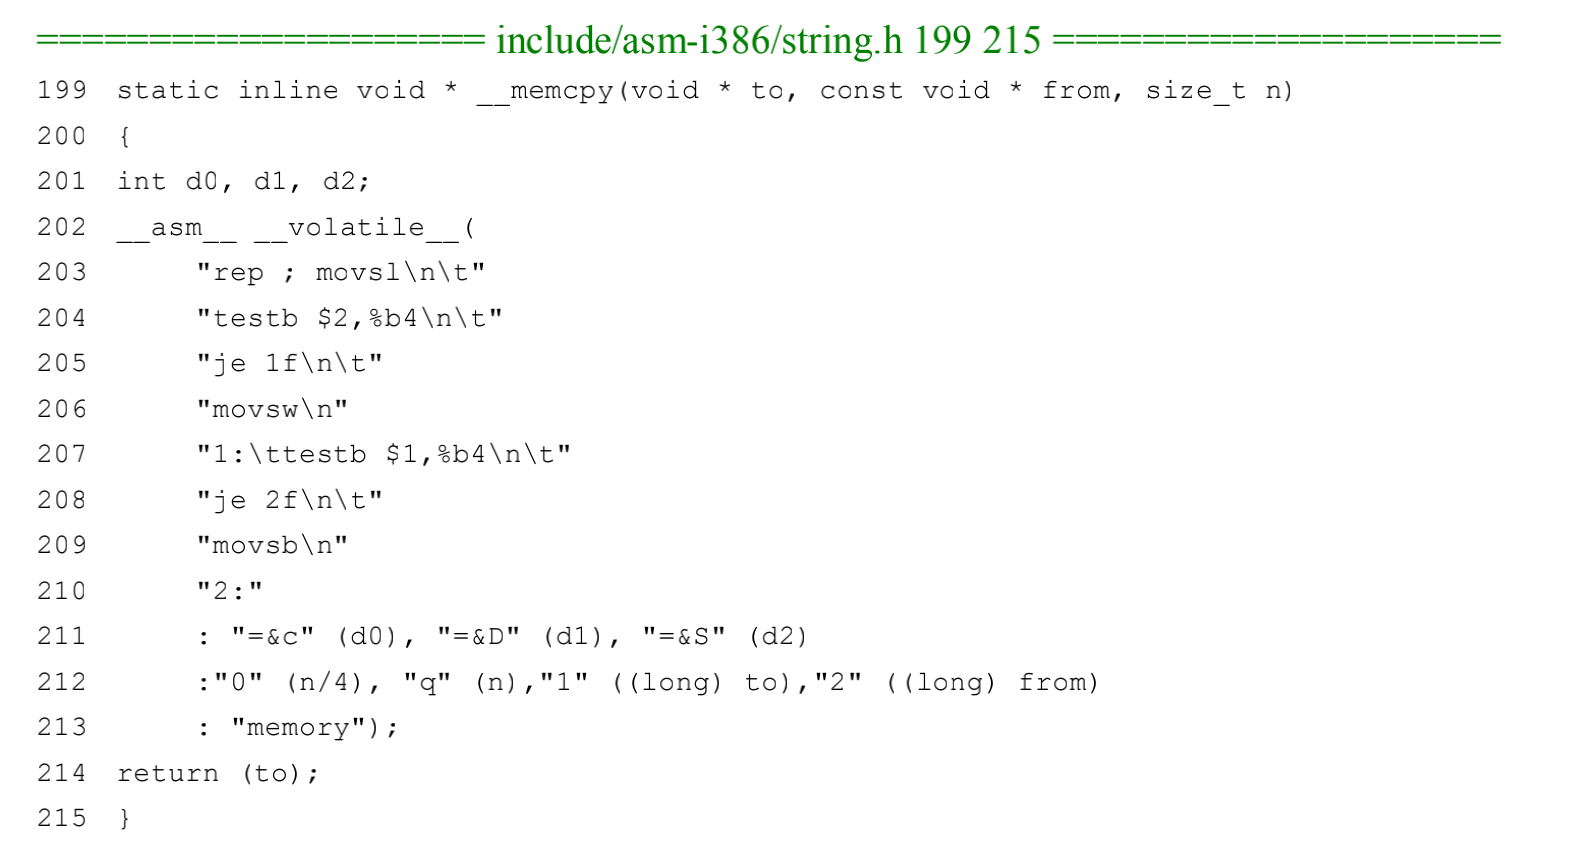 ==================== include/asm-i386/string.h 199 215 ====================
199 static inline void * __memcpy(void * to, const void * from, size_t n)
200 {
201 int d0, d1, d2;
202 __asm__ __volatile__(
203 "rep ; movsl\n\t"
204 "testb $2,%b4\n\t"
205 "je 1f\n\t"
206 "movsw\n"
207 "1:\ttestb $1,%b4\n\t"
208 "je 2f\n\t"
209 "movsb\n"
210 "2:"
211 : "=&c" (d0), "=&D" (d1), "=&S" (d2)
212 :"0" (n/4), "q" (n),"1" ((long) to),"2" ((long) from)
213 : "memory");
214 return (to);
215 }